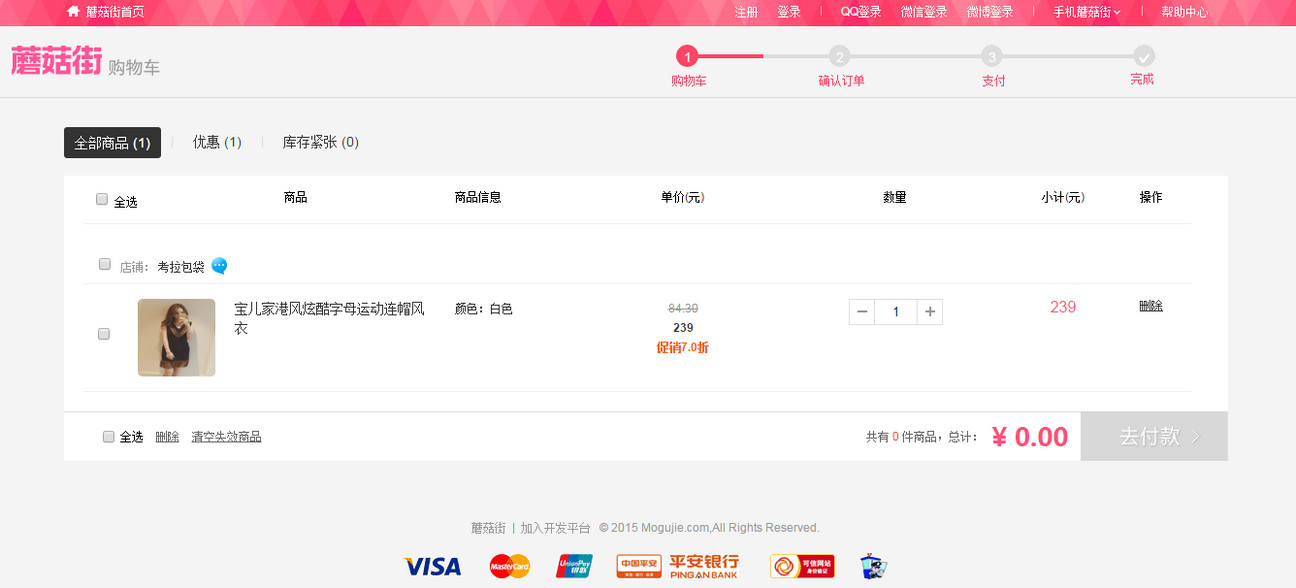 蘑菇街首页 注册 登录 | QQ登录 微信登录 微博登录 | 手机蘑菇街 | 帮助中心
蘑菇街 购物车
1 2 3
购物车 确认订单 支付 完成
全部商品 (1) | 优惠 (1) | 库存紧张 (0)
全选 商品 商品信息 单价(元) 数量 小计(元) 操作
店铺： 考拉包袋
宝儿家港风炫酷字母运动连帽风
衣
颜色：白色
84.30
239
促销7.0折
− 1 +
239
删除
全选 删除 清空失效商品 共有 0 件商品，总计： ¥ 0.00 去付款 >
蘑菇街 | 加入开发平台 © 2015 Mogujie.com,All Rights Reserved.
VISA MasterCard UnionPay 银联 中国平安 平安银行 PING AN BANK 可信网站 身份验证